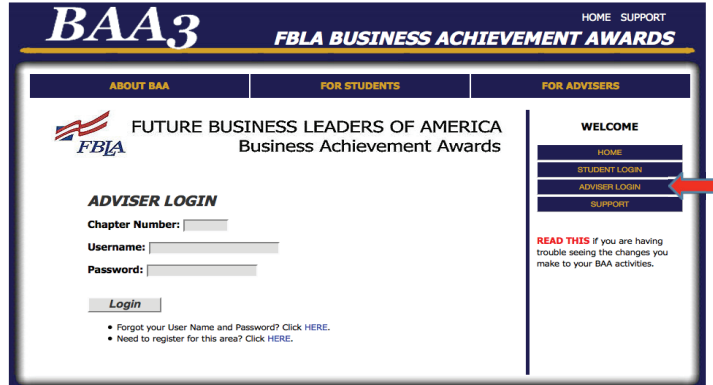 BAA3
HOME SUPPORT
FBLA BUSINESS ACHIEVEMENT AWARDS
ABOUT BAA
FOR STUDENTS
FOR ADVISERS
FBLA
FUTURE BUSINESS LEADERS OF AMERICA
Business Achievement Awards
ADVISER LOGIN
Chapter Number:
Username:
Password:
Login
• Forgot your User Name and Password? Click HERE.
• Need to register for this area? Click HERE.
WELCOME
HOME
STUDENT LOGIN
ADVISER LOGIN
SUPPORT
READ THIS if you are having
trouble seeing the changes you
make to your BAA activities.